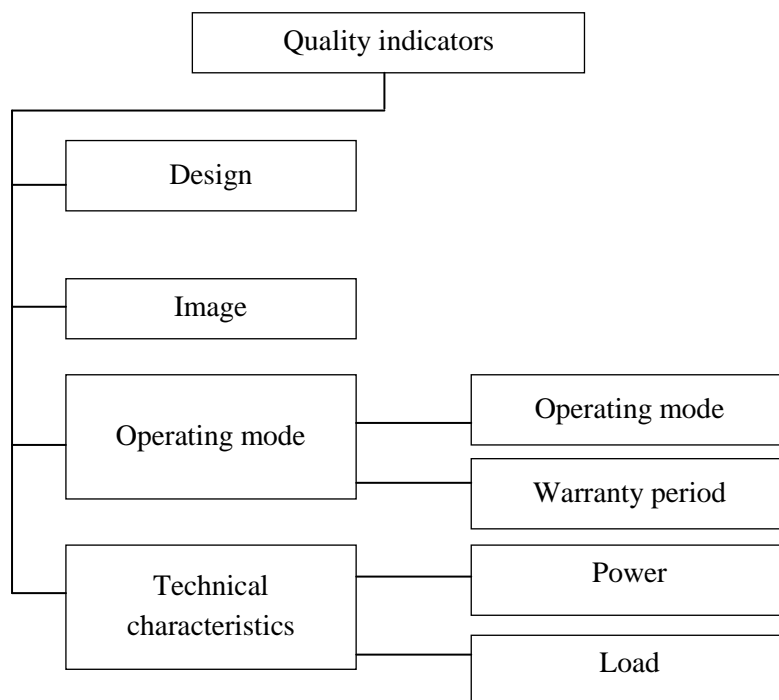 Quality indicators
Design
Image
Operating mode
Operating mode
Warranty period
Technical
characteristics
Power
Load